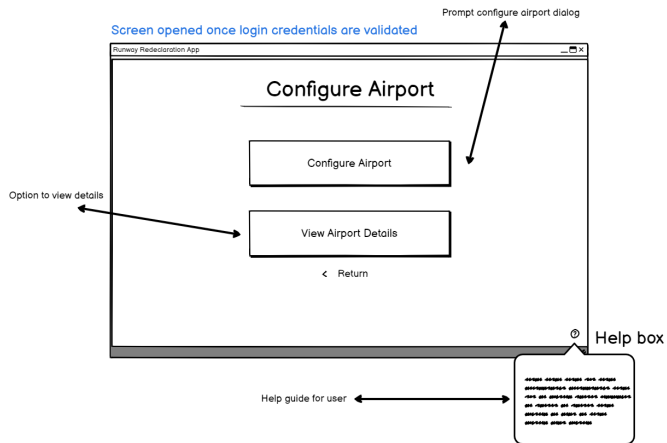 Prompt configure airport dialog
Screen opened once login credentials are validated
Runway Redeclaration App
Configure Airport
Configure Airport
Option to view details
View Airport Details
< Return
?
Help box
Help guide for user